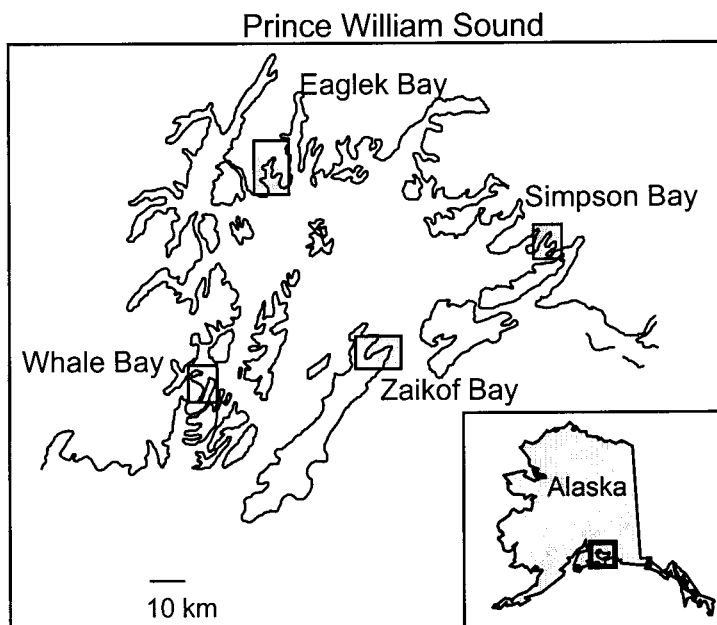 Prince William Sound
Eaglek Bay
Simpson Bay
Whale Bay
Zaikof Bay
Alaska
10 km